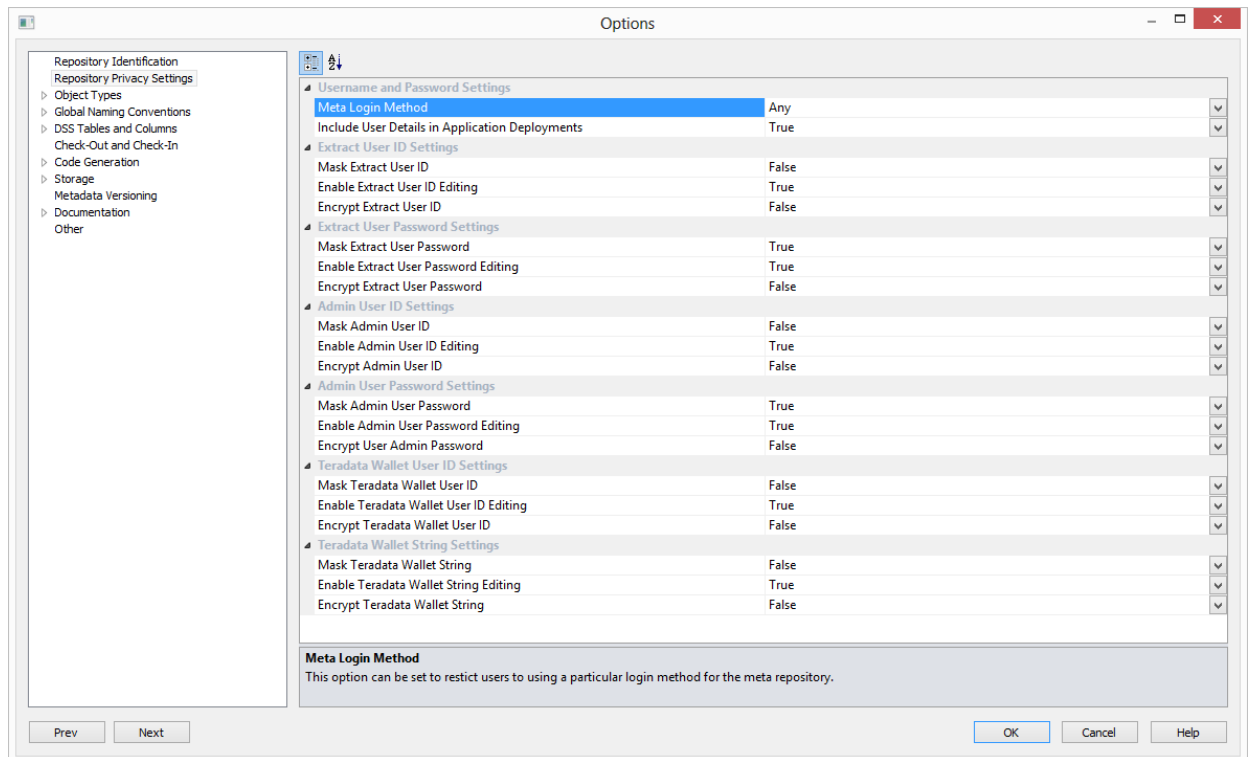 Options
Repository Identification
Repository Privacy Settings
Object Types
Global Naming Conventions
DSS Tables and Columns
Check-Out and Check-In
Code Generation
Storage
Metadata Versioning
Documentation
Other
Username and Password Settings
Meta Login Method Any
Include User Details in Application Deployments True
Extract User ID Settings
Mask Extract User ID False
Enable Extract User ID Editing True
Encrypt Extract User ID False
Extract User Password Settings
Mask Extract User Password True
Enable Extract User Password Editing True
Encrypt Extract User Password False
Admin User ID Settings
Mask Admin User ID False
Enable Admin User ID Editing True
Encrypt Admin User ID False
Admin User Password Settings
Mask Admin User Password True
Enable Admin User Password Editing True
Encrypt User Admin Password False
Teradata Wallet User ID Settings
Mask Teradata Wallet User ID False
Enable Teradata Wallet User ID Editing True
Encrypt Teradata Wallet User ID False
Teradata Wallet String Settings
Mask Teradata Wallet String False
Enable Teradata Wallet String Editing True
Encrypt Teradata Wallet String False
Meta Login Method
This option can be set to restict users to using a particular login method for the meta repository.
Prev Next OK Cancel Help